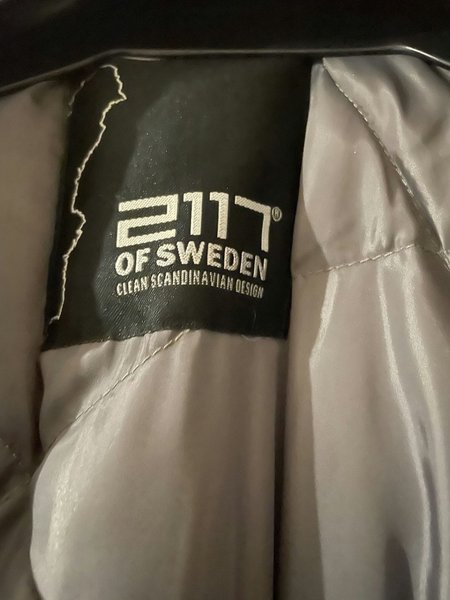 2117®
OF SWEDEN
CLEAN SCANDINAVIAN DESIGN